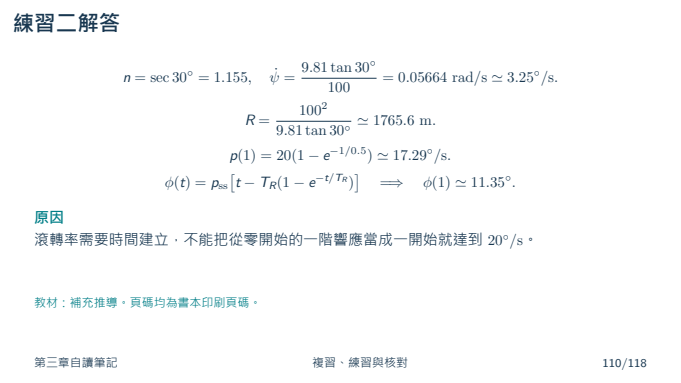 練習二解答
n = sec 30° = 1.155, ψ̇ = \frac{9.81 tan 30°}{100} = 0.05664 rad/s ≃ 3.25°/s.
R = \frac{100²}{9.81 tan 30°} ≃ 1765.6 m.
p(1) = 20(1 − e^{−1/0.5}) ≃ 17.29°/s.
ϕ(t) = p_{ss}[t − T_R(1 − e^{−t/T_R})] ⟹ ϕ(1) ≃ 11.35°.
原因
滾轉率需要時間建立，不能把從零開始的一階響應當成一開始就達到 20°/s。
教材：補充推導。頁碼均為書本印刷頁碼。
第三章自讀筆記 複習、練習與核對 110/118